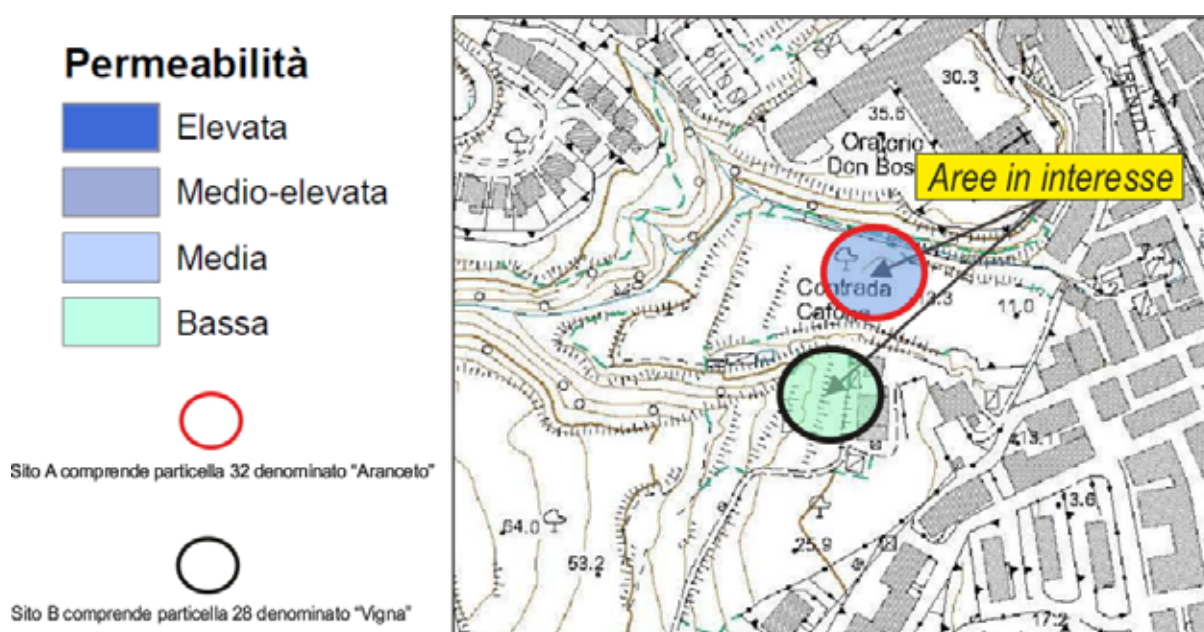 Permeabilità
Elevata
Medio-elevata
Media
Bassa
Sito A comprende particella 32 denominato “Aranceto”
Sito B comprende particella 28 denominato “Vigna”
30.3
35.6
Oratorio
Don Bos
Aree in interesse
Contrada
11.0
13.1
13.6
64.0
53.2
25.9
17.2